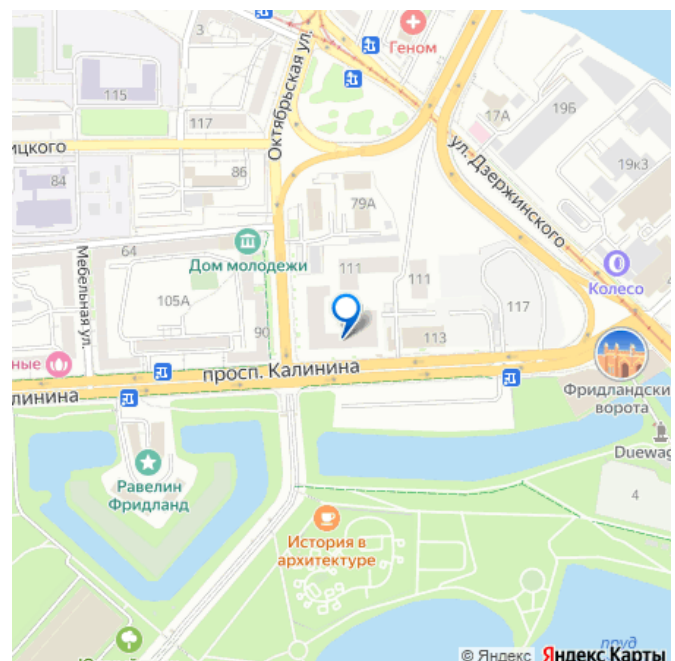 3
Геном
Октябрьская ул.
115
117
17А
19Б
ицкого
86
84
ул. Дзержинского
19к3
79А
64
Дом молодежи
Мебельная ул.
111
111
Колесо
105А
117
90
113
ные
просп. Калинина
алинина
Фридландски
ворота
Duewag
Равелин
Фридланд
4
История в
архитектуре
пруд
© Яндекс Яндекс Карты